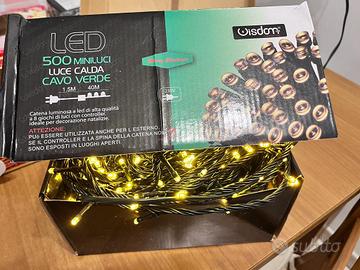 LED
Wisdom
500 MINILUCI
LUCE CALDA
CAVO VERDE
1,5M 40M
Catena luminosa a led di alta qualità
a 8 giochi di luci con controller,
ideale per decorazione natalizie.
ATTENZIONE:
PUò ESSERE UTILIZZATA ANCHE PER L'ESTERNO.
SE IL CONTROLLER E LA SPINA DELLA CATENA NON
SONO ESPOSTI IN LUOGHI APERTI.
subito